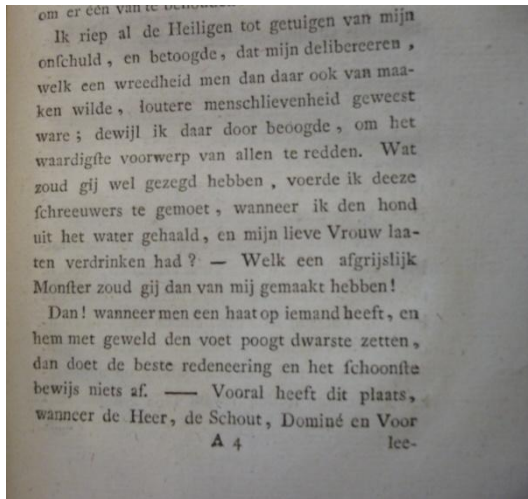 om er één van te behouden
Ik riep al de Heiligen tot getuigen van mijn
onſchuld, en betoogde, dat mijn delibereeren,
welk een wreedheid men dan daar ook van maa-
ken wilde, loutere menschlievenheid geweest
ware; dewijl ik daar door beoogde, om het
waardigſte voorwerp van allen te redden. Wat
zoud gij wel gezegd hebben, voerde ik deeze
ſchreeuwers te gemoet, wanneer ik den hond
uit het water gehaald, en mijn lieve Vrouw laa-
ten verdrinken had? — Welk een afgrijslijk
Monſter zoud gij dan van mij gemaakt hebben!
Dan! wanneer men een haat op iemand heeft, en
hem met geweld den voet poogt dwarste zetten,
dan doet de beste redeneering en het ſchoonſte
bewijs niets af. —— Vooral heeft dit plaats,
wanneer de Heer, de Schout, Dominé en Voor
A 4 lee-